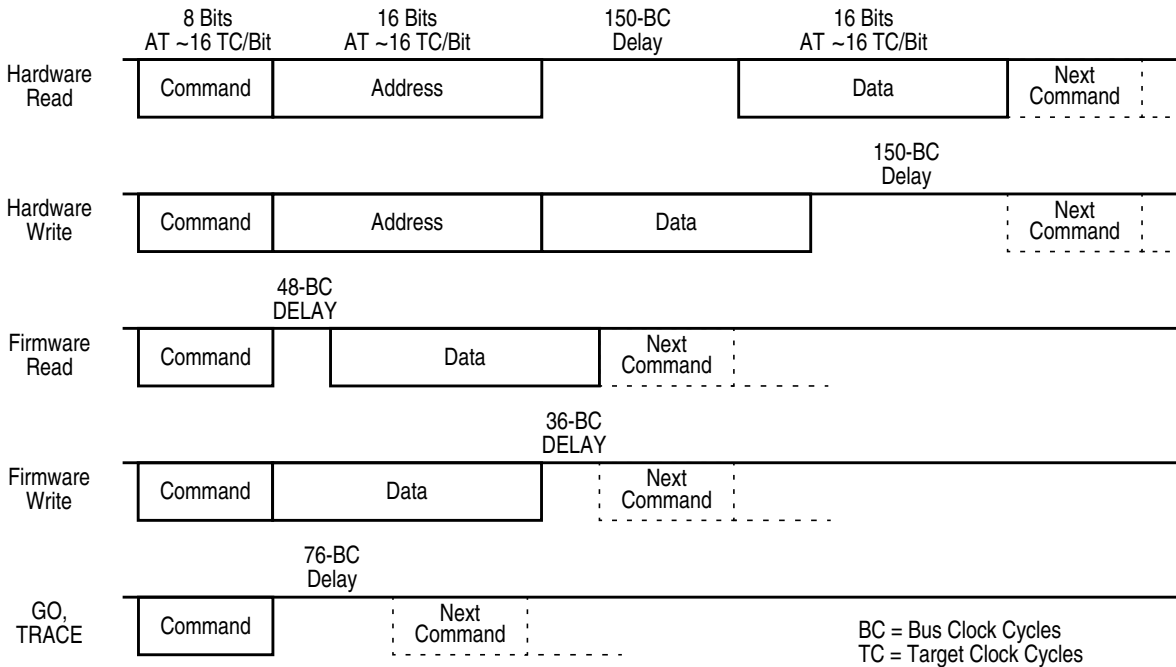 8 Bits
AT ~16 TC/Bit
16 Bits
AT ~16 TC/Bit
150-BC
Delay
16 Bits
AT ~16 TC/Bit
Hardware
Read
Command
Address
Data
Next
Command
150-BC
Delay
Hardware
Write
Command
Address
Data
Next
Command
48-BC
DELAY
Firmware
Read
Command
Data
Next
Command
36-BC
DELAY
Firmware
Write
Command
Data
Next
Command
76-BC
Delay
GO,
TRACE
Command
Next
Command
BC = Bus Clock Cycles
TC = Target Clock Cycles